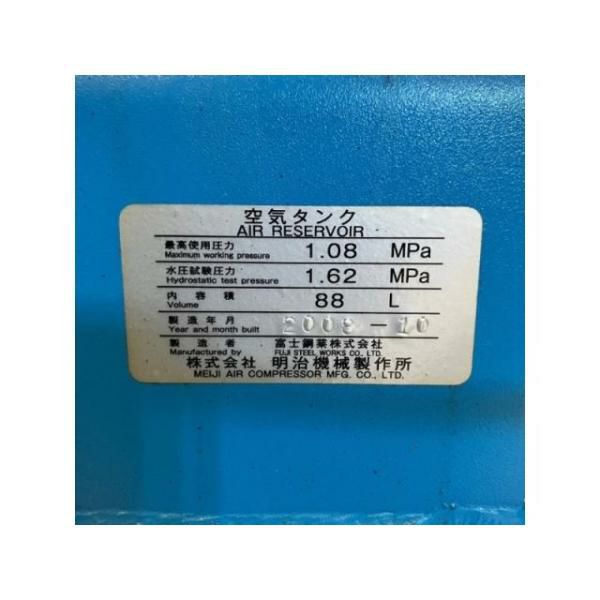 空気タンク
AIR RESERVOIR
最高使用圧力 1.08 MPa
Maximum working pressure
水圧試験圧力 1.62 MPa
Hydrostatic test pressure
内容積 88 L
Volume
製造年月 2008-10
Year and month built
製造者 富士鋼業株式会社
Manufactured by FUJI STEEL WORKS CO. LTD.
株式会社 明治機械製作所
MEIJI AIR COMPRESSOR MFG. CO., LTD.